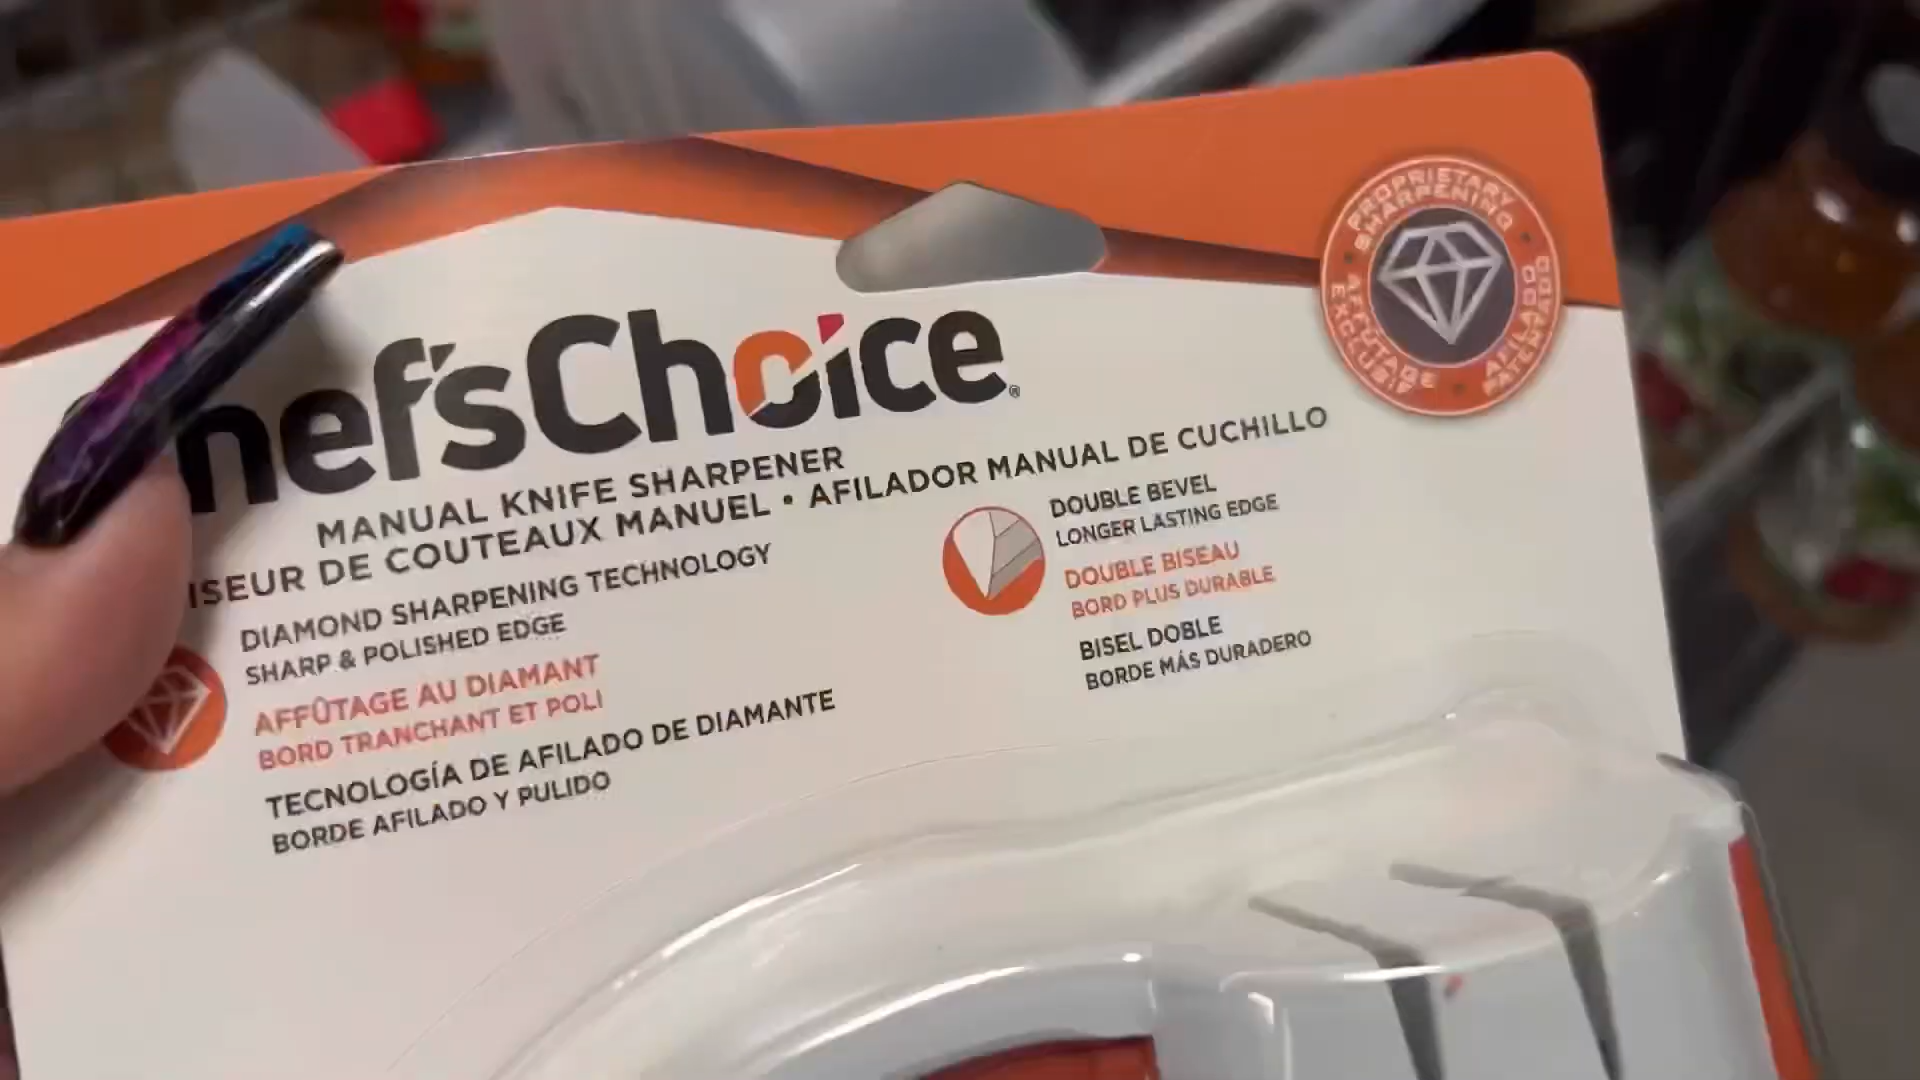 hef'sChoice®
MANUAL KNIFE SHARPENER
ISEUR DE COUTEAUX MANUEL • AFILADOR MANUAL DE CUCHILLO
DIAMOND SHARPENING TECHNOLOGY
SHARP & POLISHED EDGE
AFFÛTAGE AU DIAMANT
BORD TRANCHANT ET POLI
TECNOLOGÍA DE AFILADO DE DIAMANTE
BORDE AFILADO Y PULIDO
DOUBLE BEVEL
LONGER LASTING EDGE
DOUBLE BISEAU
BORD PLUS DURABLE
BISEL DOBLE
BORDE MÁS DURADERO
PROPRIETARY
SHARPENING
AFILADO
PATENTADO
AFFÛTAGE
EXCLUSIF